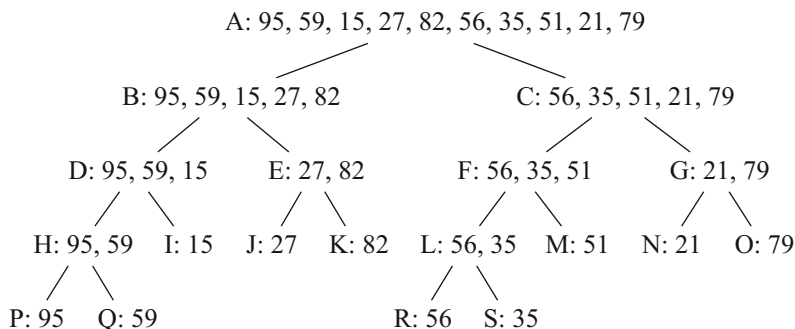 A: 95, 59, 15, 27, 82, 56, 35, 51, 21, 79
B: 95, 59, 15, 27, 82 C: 56, 35, 51, 21, 79
D: 95, 59, 15 E: 27, 82 F: 56, 35, 51 G: 21, 79
H: 95, 59 I: 15 J: 27 K: 82 L: 56, 35 M: 51 N: 21 O: 79
P: 95 Q: 59 R: 56 S: 35